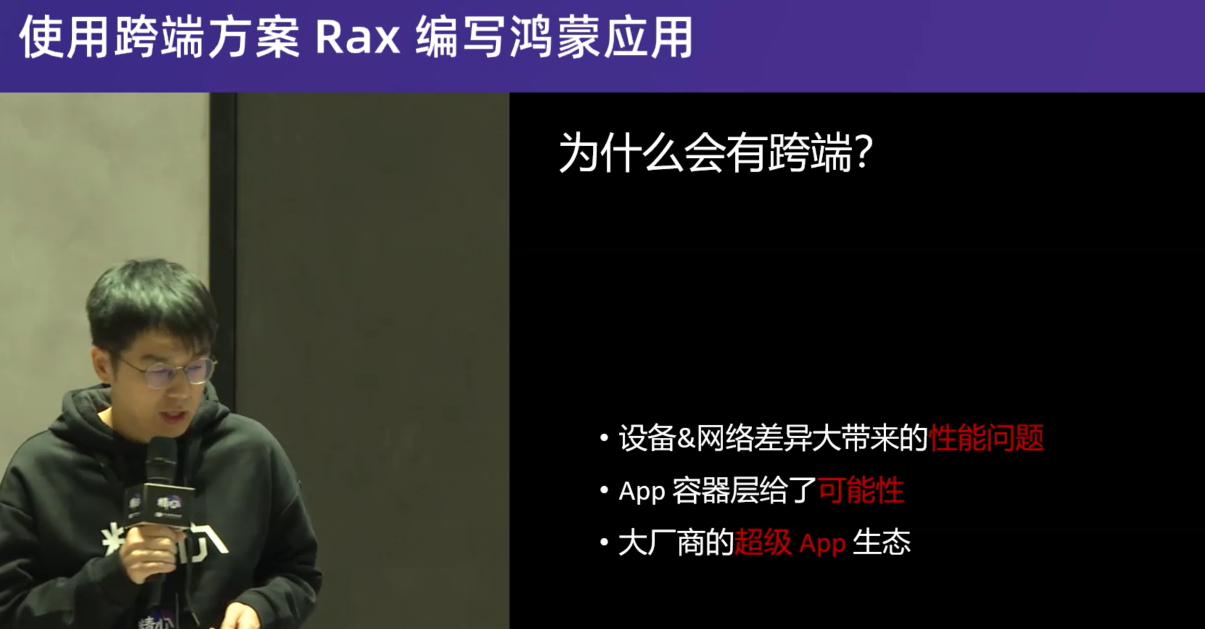 使用跨端方案 Rax 编写鸿蒙应用
为什么会有跨端?
• 设备&网络差异大带来的性能问题
• App 容器层给了可能性
• 大厂商的超级 App 生态